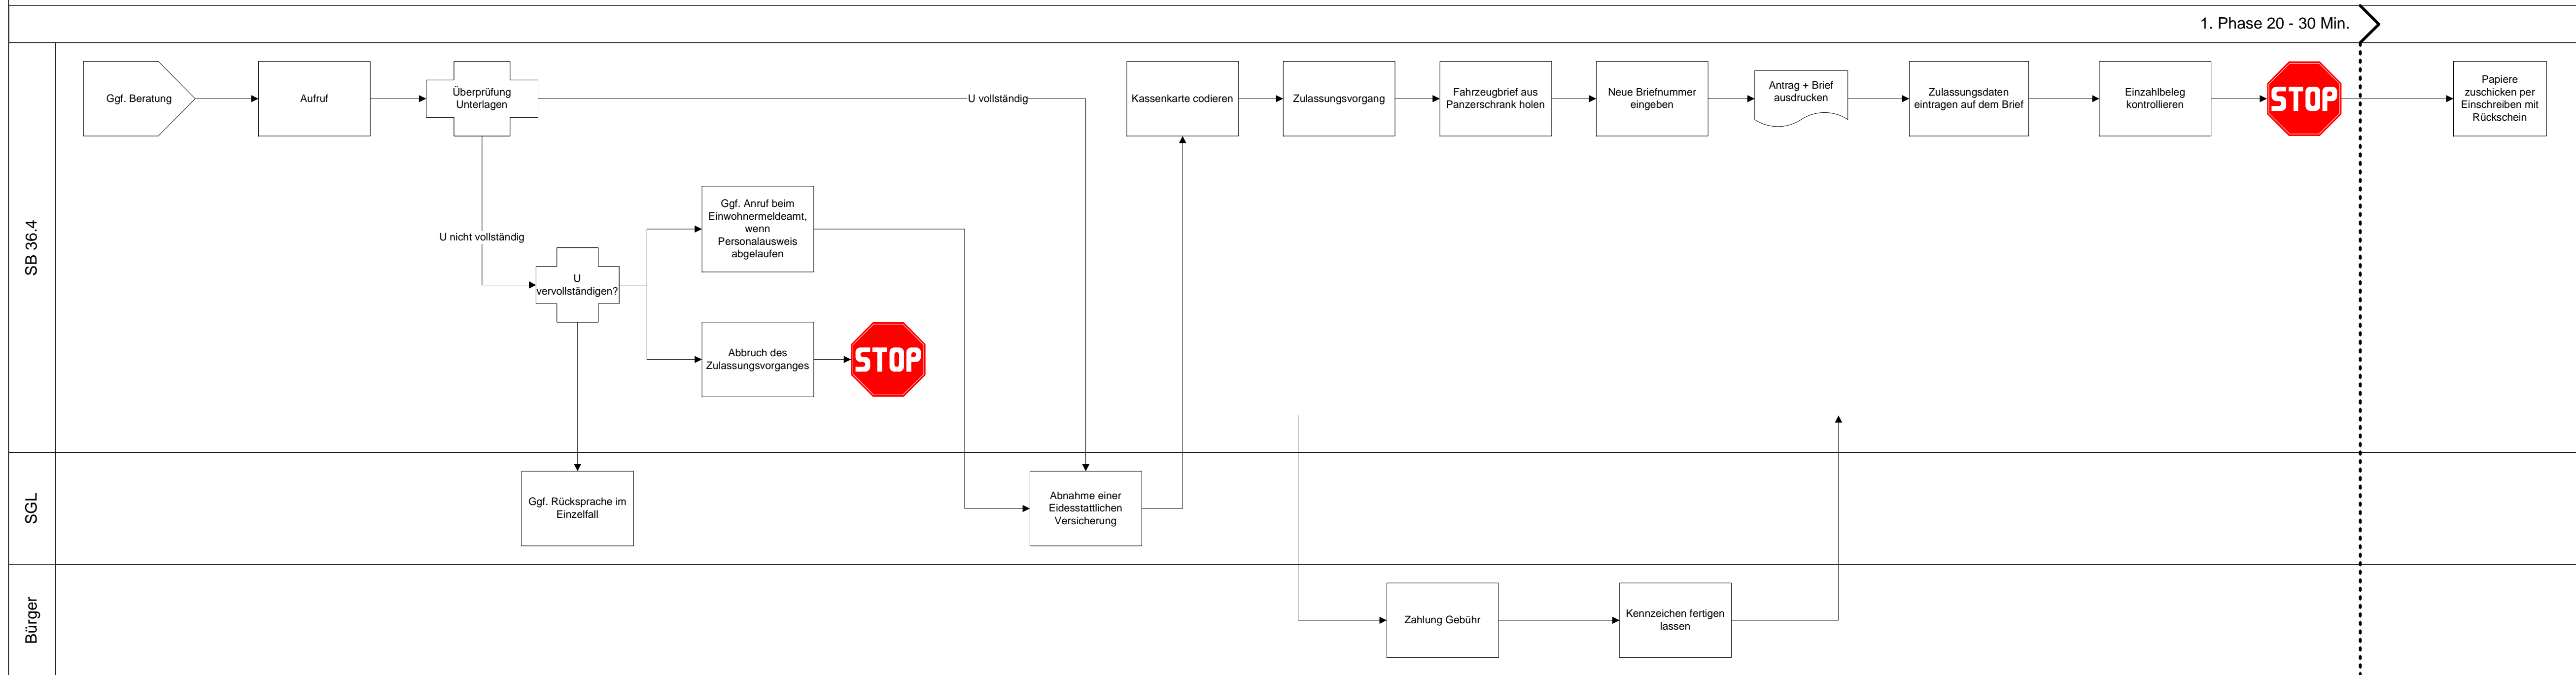 1. Phase 20 - 30 Min.
SB 36.4
Ggf. Beratung
Aufruf
Überprüfung
Unterlagen
U vollständig
Kassenkarte codieren
Zulassungsvorgang
Fahrzeugbrief aus
Panzerschrank holen
Neue Briefnummer
eingeben
Antrag + Brief
ausdrucken
Zulassungsdaten
eintragen auf dem Brief
Einzahlbeleg
kontrollieren
STOP
Papiere
zuschicken per
Einschreiben mit
Rückschein
U nicht vollständig
U
vervollständigen?
Ggf. Anruf beim
Einwohnermeldeamt,
wenn
Personalausweis
abgelaufen
Abbruch des
Zulassungsvorganges
STOP
SGL
Ggf. Rücksprache im
Einzelfall
Abnahme einer
Eidesstattlichen
Versicherung
Bürger
Zahlung Gebühr
Kennzeichen fertigen
lassen